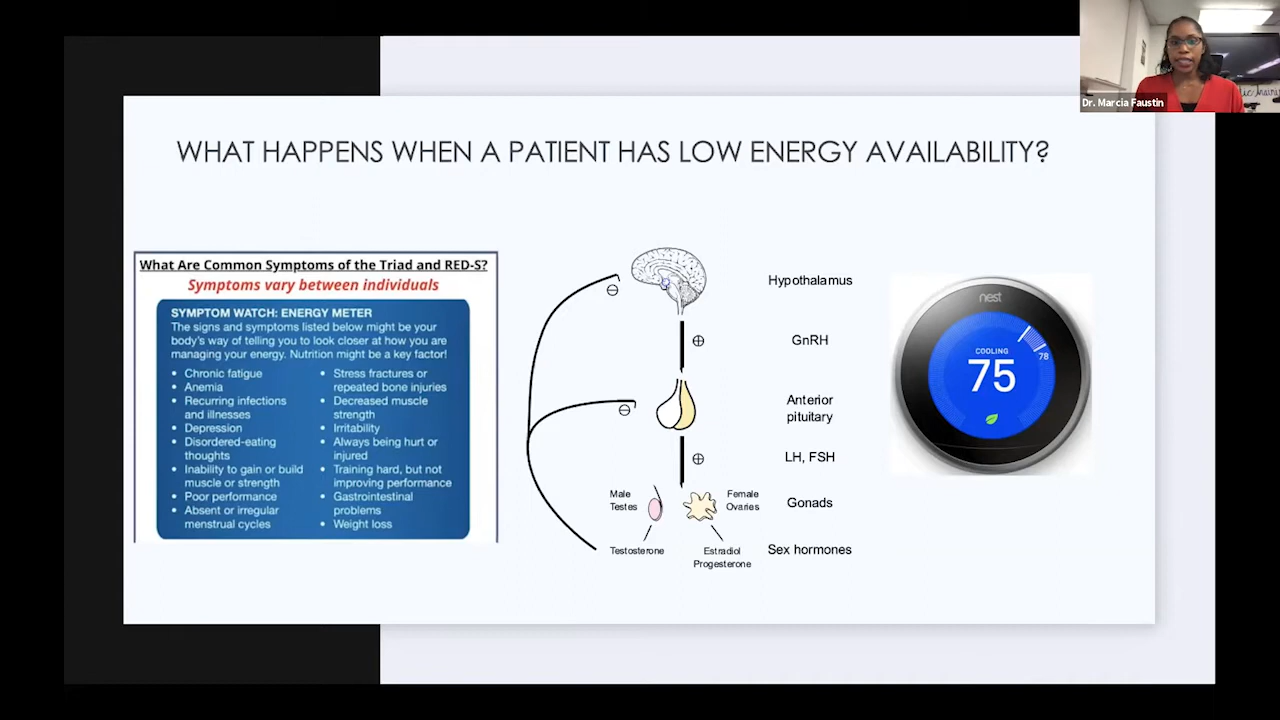 Dr. Marcia Faustin
WHAT HAPPENS WHEN A PATIENT HAS LOW ENERGY AVAILABILITY?
What Are Common Symptoms of the Triad and RED-S?
Symptoms vary between individuals
SYMPTOM WATCH: ENERGY METER
The signs and symptoms listed below might be your
body's way of telling you to look closer at how you are
managing your energy. Nutrition might be a key factor!
• Chronic fatigue
• Anemia
• Recurring infections
and illnesses
• Depression
• Disordered-eating
thoughts
• Inability to gain or build
muscle or strength
• Poor performance
• Absent or irregular
menstrual cycles
• Stress fractures or
repeated bone injuries
• Decreased muscle
strength
• Irritability
• Always being hurt or
injured
• Training hard, but not
improving performance
• Gastrointestinal
problems
• Weight loss
Hypothalamus
GnRH
Anterior
pituitary
LH, FSH
Male
Testes
Female
Ovaries
Gonads
Testosterone
Estradiol
Progesterone
Sex hormones
nest
COOLING
75
78